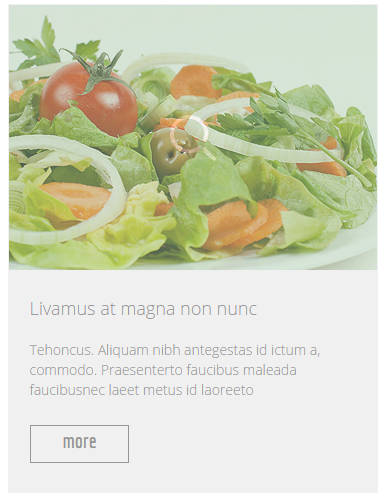 Livamus at magna non nunc
Tehoncus. Aliquam nibh antegestas id ictum a,
commodo. Praesenterto faucibus maleada
faucibusnec laeet metus id laoreeto
more